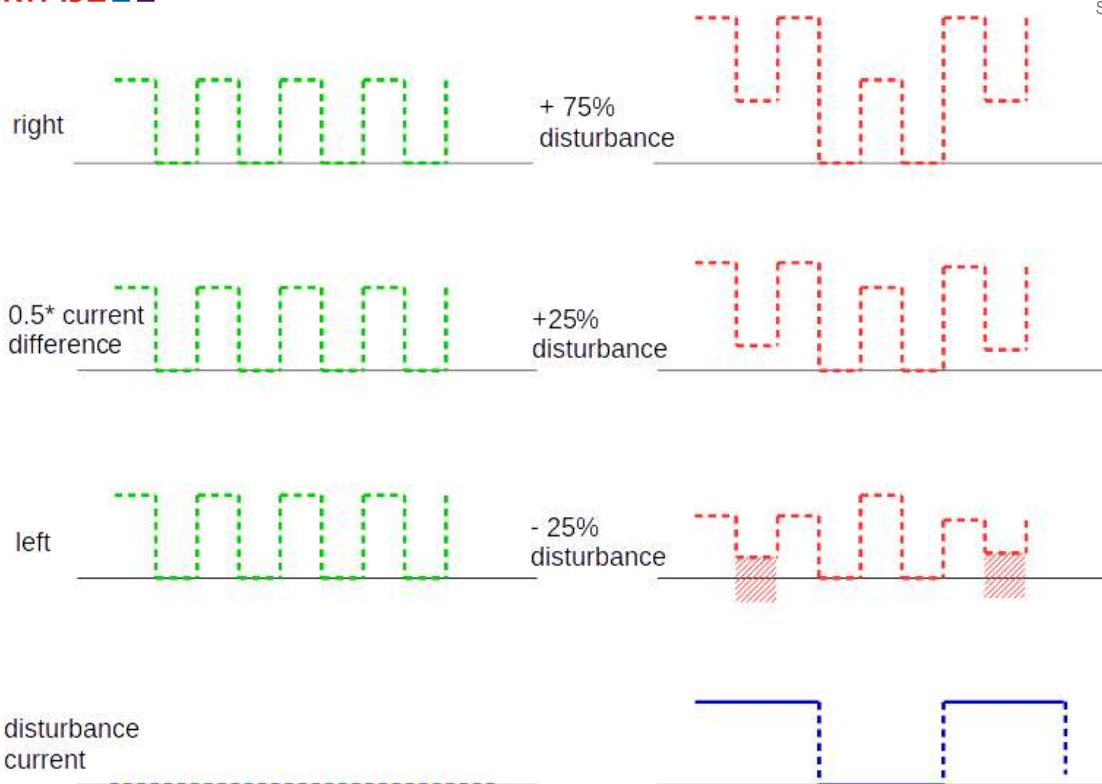 right
+ 75%
disturbance
0.5* current
difference
+25%
disturbance
left
- 25%
disturbance
disturbance
current